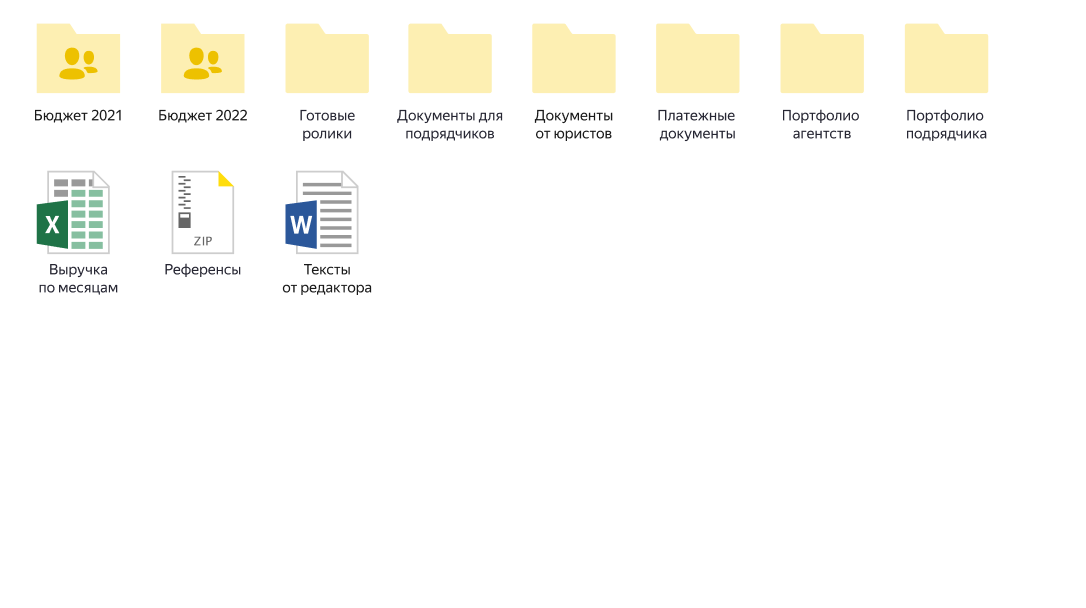 Бюджет 2021
Бюджет 2022
Готовые
ролики
Документы для
подрядчиков
Документы
от юристов
Платежные
документы
Портфолио
агентств
Портфолио
подрядчика
X
Выручка
по месяцам
ZIP
Референсы
W
Тексты
от редактора